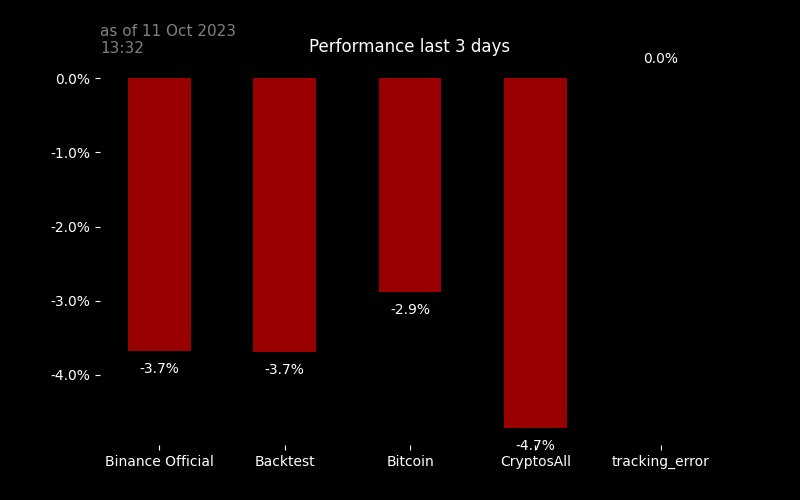 as of 11 Oct 2023
13:32
Performance last 3 days
0.0%
0.0%
-1.0%
-2.0%
-3.0%
-4.0%
-3.7%
-3.7%
-2.9%
-4.7%
Binance Official
Backtest
Bitcoin
CryptosAll
tracking_error